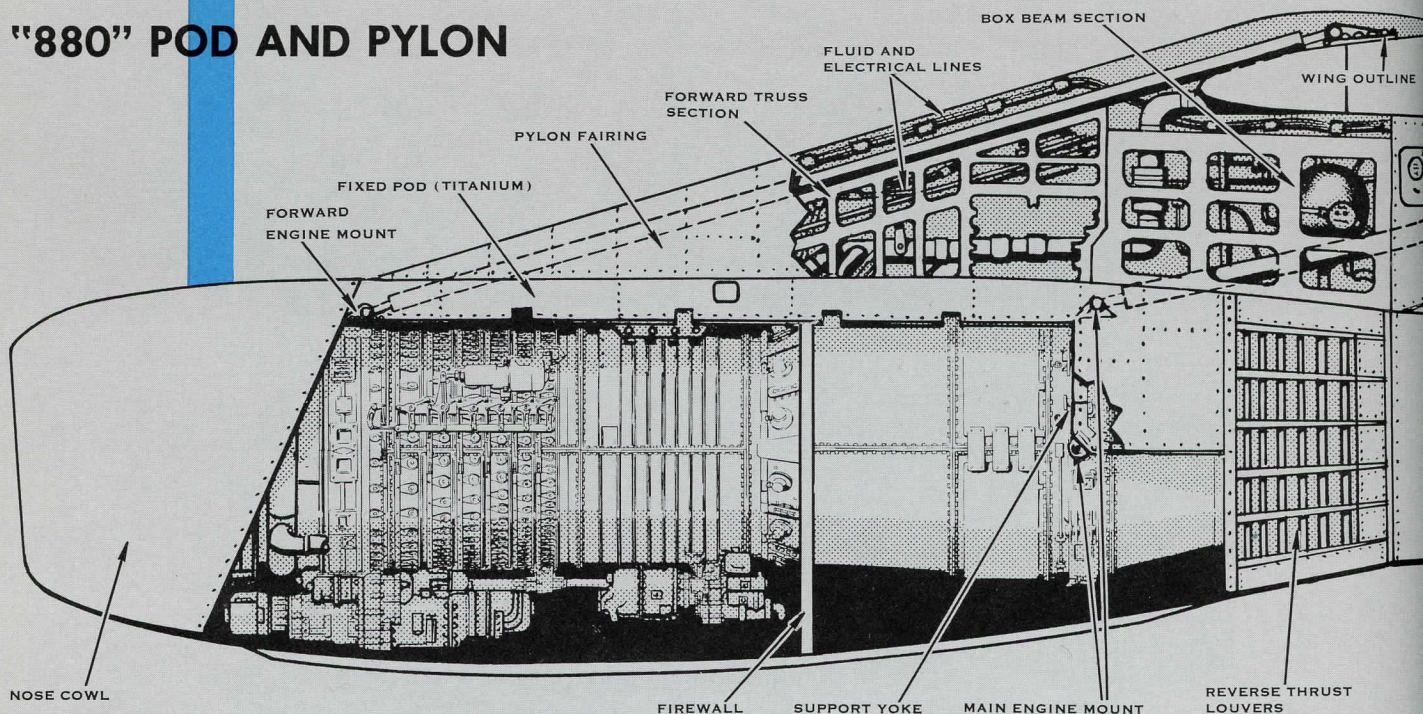 "880" POD AND PYLON
BOX BEAM SECTION
FLUID AND
ELECTRICAL LINES
WING OUTLINE
FORWARD TRUSS
SECTION
PYLON FAIRING
FIXED POD (TITANIUM)
FORWARD
ENGINE MOUNT
NOSE COWL
FIREWALL
SUPPORT YOKE
MAIN ENGINE MOUNT
REVERSE THRUST
LOUVERS